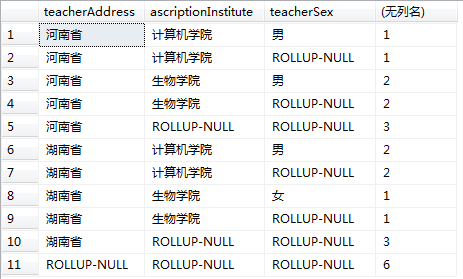 teacherAddress ascriptionInstitute teacherSex (无列名)
1 河南省 计算机学院 男 1
2 河南省 计算机学院 ROLLUP-NULL 1
3 河南省 生物学院 男 2
4 河南省 生物学院 ROLLUP-NULL 2
5 河南省 ROLLUP-NULL ROLLUP-NULL 3
6 湖南省 计算机学院 男 2
7 湖南省 计算机学院 ROLLUP-NULL 2
8 湖南省 生物学院 女 1
9 湖南省 生物学院 ROLLUP-NULL 1
10 湖南省 ROLLUP-NULL ROLLUP-NULL 3
11 ROLLUP-NULL ROLLUP-NULL ROLLUP-NULL 6